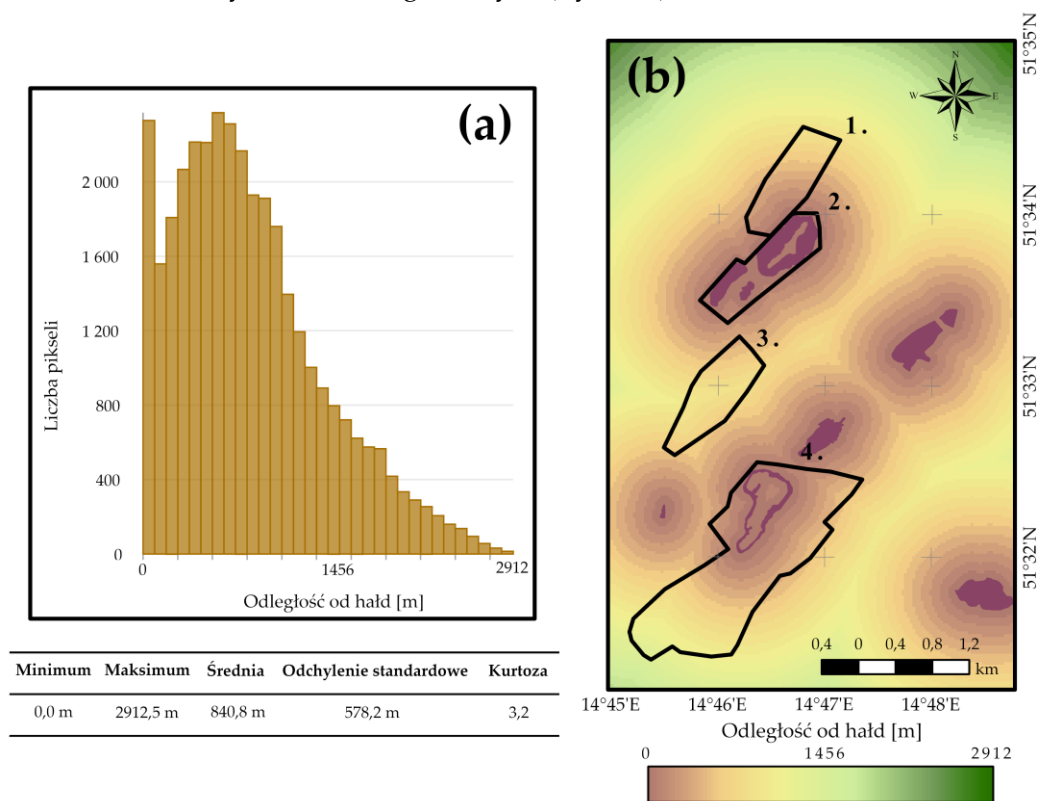 (a)
2 000
1 600
1 200
800
400
0
Liczba pikseli
0 1456 2912
Odległość od hałd [m]
Minimum Maksimum Średnia Odchylenie standardowe Kurtoza
0,0 m 2912,5 m 840,8 m 578,2 m 3,2
(b)
N
W E
S
1.
2.
3.
4.
51°35'N
51°34'N
51°33'N
51°32'N
0,4 0 0,4 0,8 1,2
km
14°45'E 14°46'E 14°47'E 14°48'E
Odległość od hałd [m]
0 1456 2912